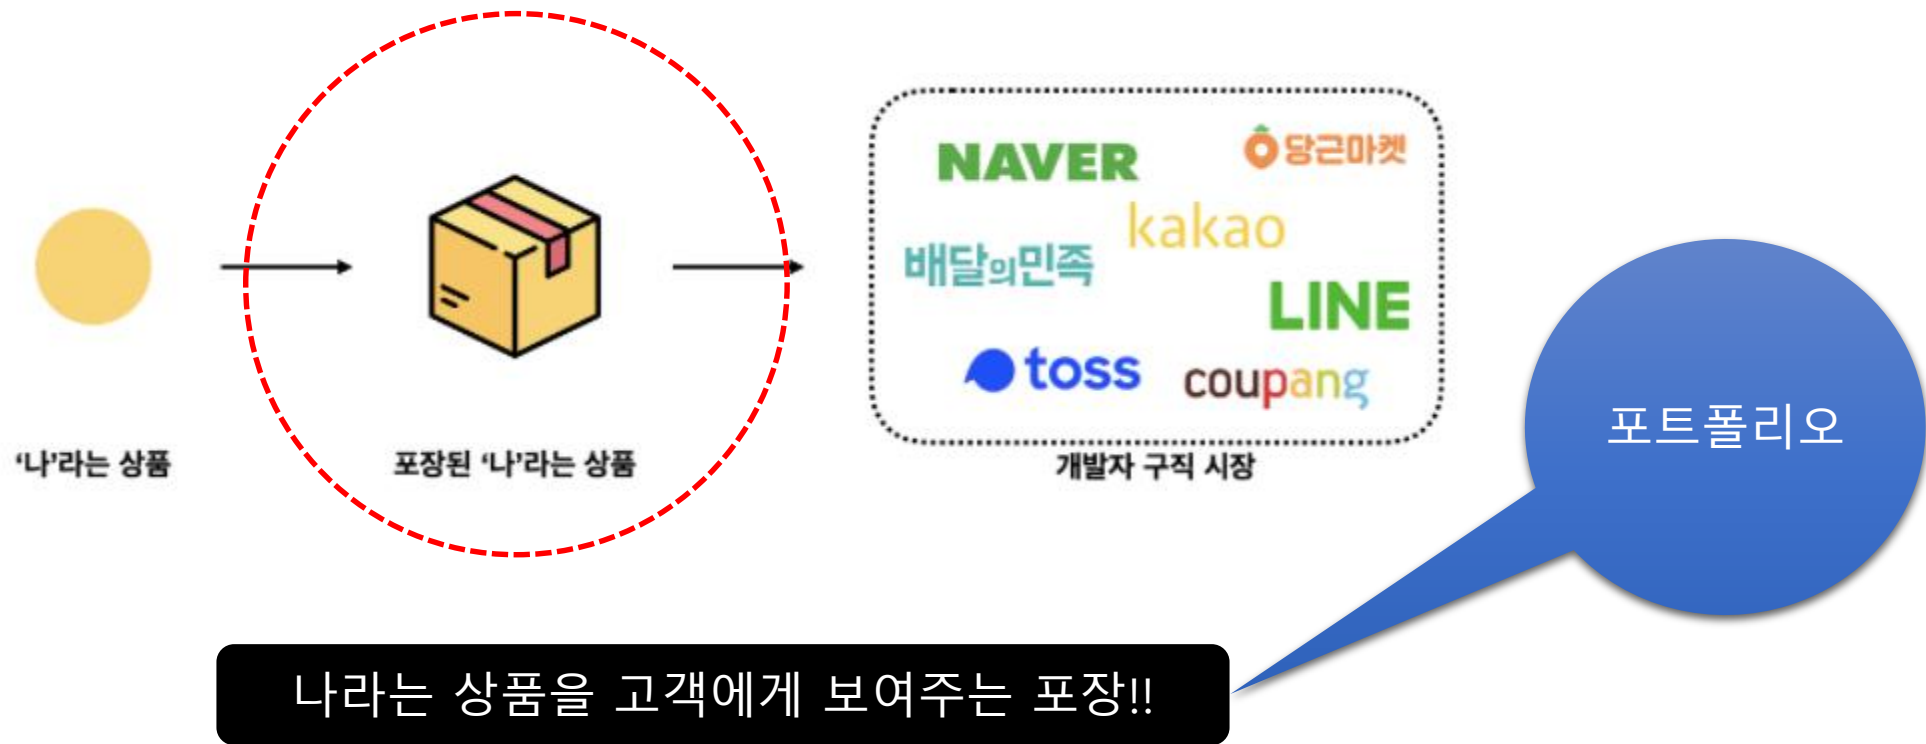 NAVER
당근마켓
kakao
배달의민족
LINE
toss
coupang
'나'라는 상품
포장된 '나'라는 상품
개발자 구직 시장
포트폴리오
나라는 상품을 고객에게 보여주는 포장!!